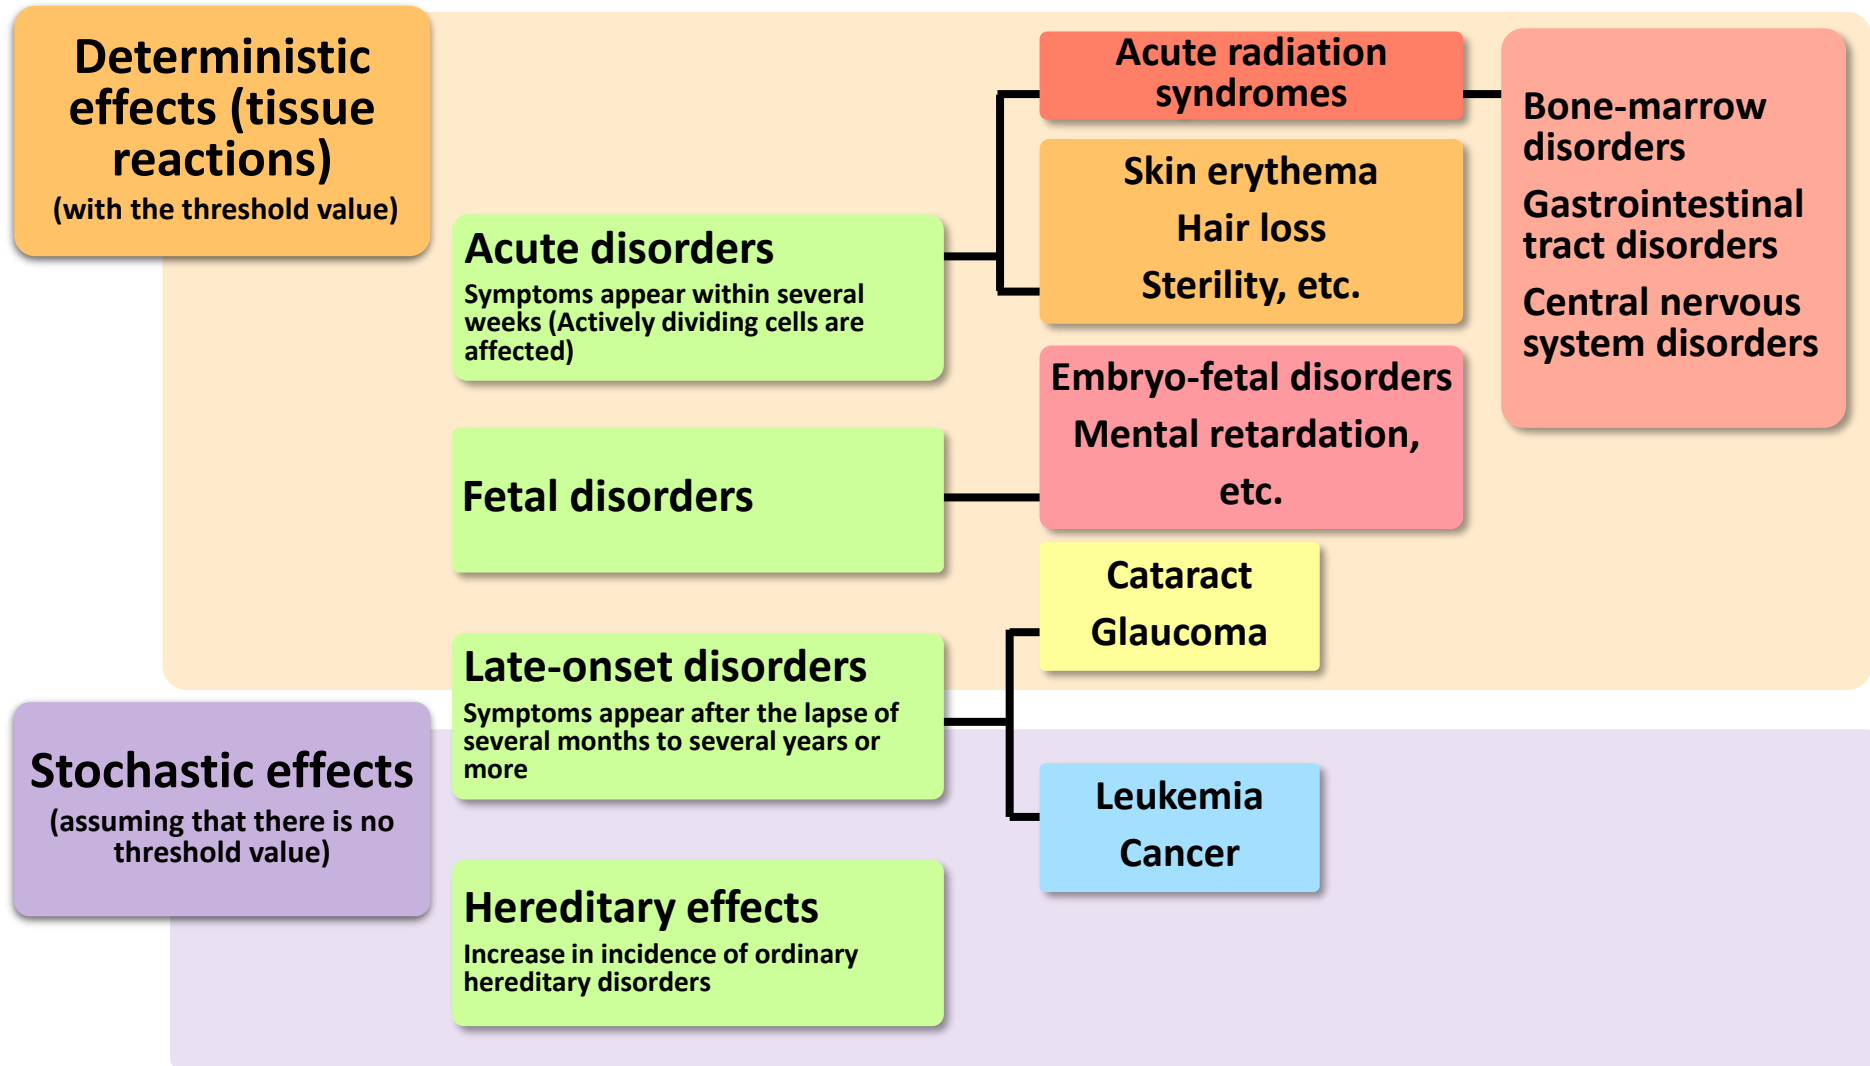 Deterministic
effects (tissue
reactions)
(with the threshold value)
Acute disorders
Symptoms appear within several
weeks (Actively dividing cells are
affected)
Acute radiation
syndromes
Skin erythema
Hair loss
Sterility, etc.
Bone-marrow
disorders
Gastrointestinal
tract disorders
Central nervous
system disorders
Fetal disorders
Embryo-fetal disorders
Mental retardation,
etc.
Late-onset disorders
Symptoms appear after the lapse of
several months to several years or
more
Cataract
Glaucoma
Stochastic effects
(assuming that there is no
threshold value)
Leukemia
Cancer
Hereditary effects
Increase in incidence of ordinary
hereditary disorders